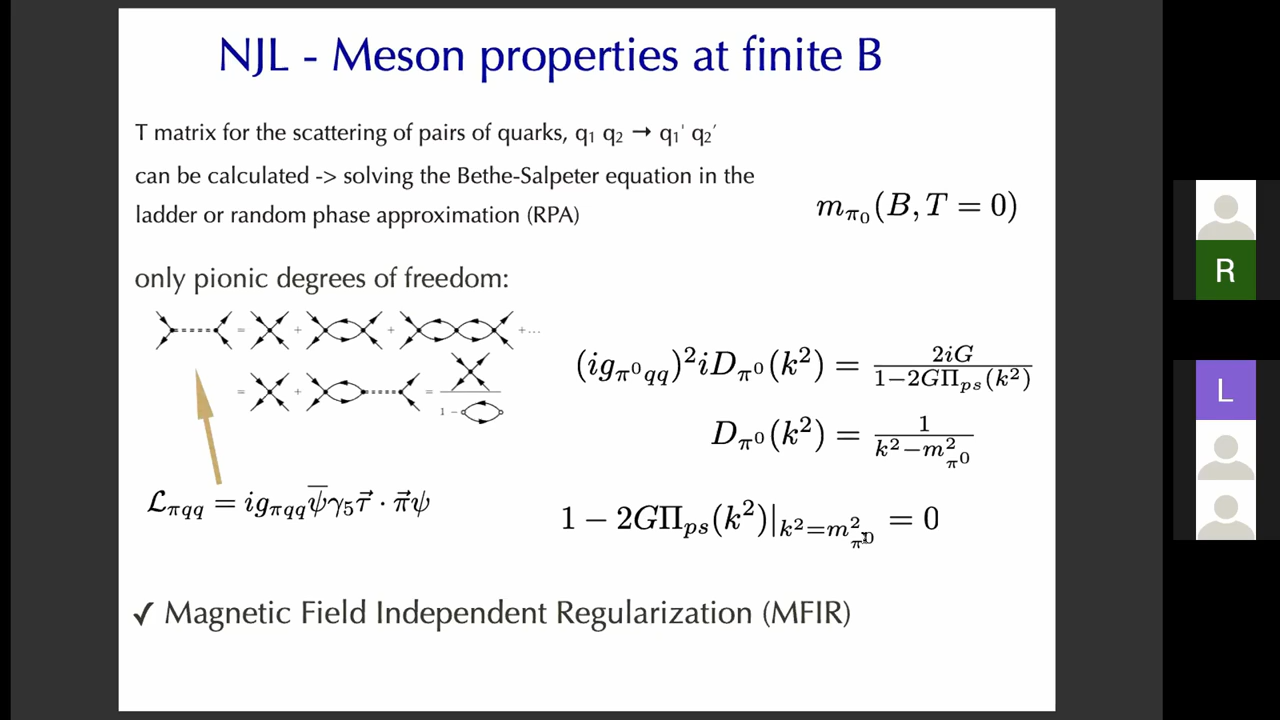 NJL - Meson properties at finite B
T matrix for the scattering of pairs of quarks, q₁ q₂ → q₁' q₂'
can be calculated -> solving the Bethe-Salpeter equation in the
ladder or random phase approximation (RPA)
m_{π₀}(B, T = 0)
only pionic degrees of freedom:
= + + +...
= + = 1 −
(ig_{π⁰qq})²iD_{π⁰}(k²) = 2iG / 1−2GΠ_{ps}(k²)
D_{π⁰}(k²) = 1 / k²−m²_{π⁰}
ℒ_{πqq} = ig_{πqq}ψ̅γ₅τ⃗ · π⃗ψ
1 − 2GΠ_{ps}(k²)|_{k²=m²_{π⁰}} = 0
✓ Magnetic Field Independent Regularization (MFIR)
R
L